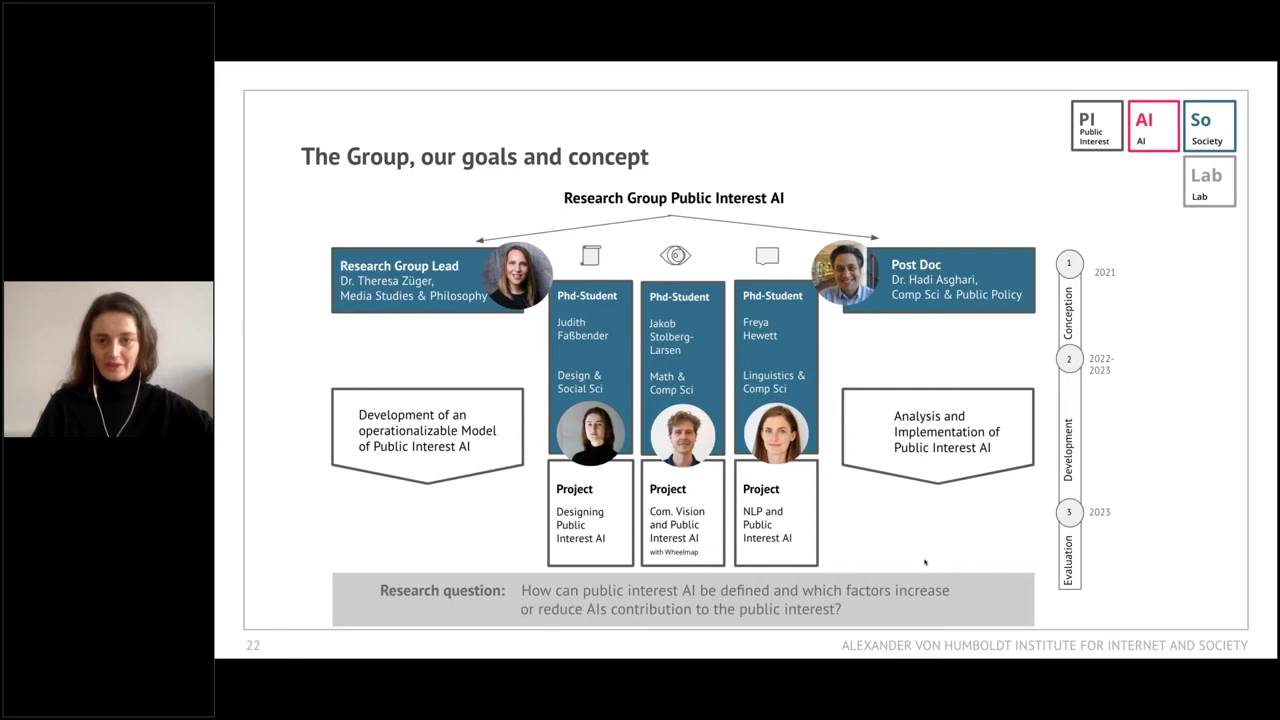 PI
Public
Interest
AI
AI
So
Society
Lab
Lab
The Group, our goals and concept
Research Group Public Interest AI
Research Group Lead
Dr. Theresa Züger,
Media Studies & Philosophy
Phd-Student
Judith
Faßbender
Design &
Social Sci
Phd-Student
Jakob
Stolberg-
Larsen
Math &
Comp Sci
Phd-Student
Freya
Hewett
Linguistics &
Comp Sci
Post Doc
Dr. Hadi Asghari,
Comp Sci & Public Policy
Development of an
operationalizable Model
of Public Interest AI
Project
Designing
Public
Interest AI
Project
Com. Vision
and Public
Interest AI
with Wheelmap
Project
NLP and
Public
Interest AI
Analysis and
Implementation of
Public Interest AI
1
2021
Conception
2
2022-
2023
Development
3
2023
Evaluation
Research question: How can public interest AI be defined and which factors increase
or reduce AIs contribution to the public interest?
22
ALEXANDER VON HUMBOLDT INSTITUTE FOR INTERNET AND SOCIETY